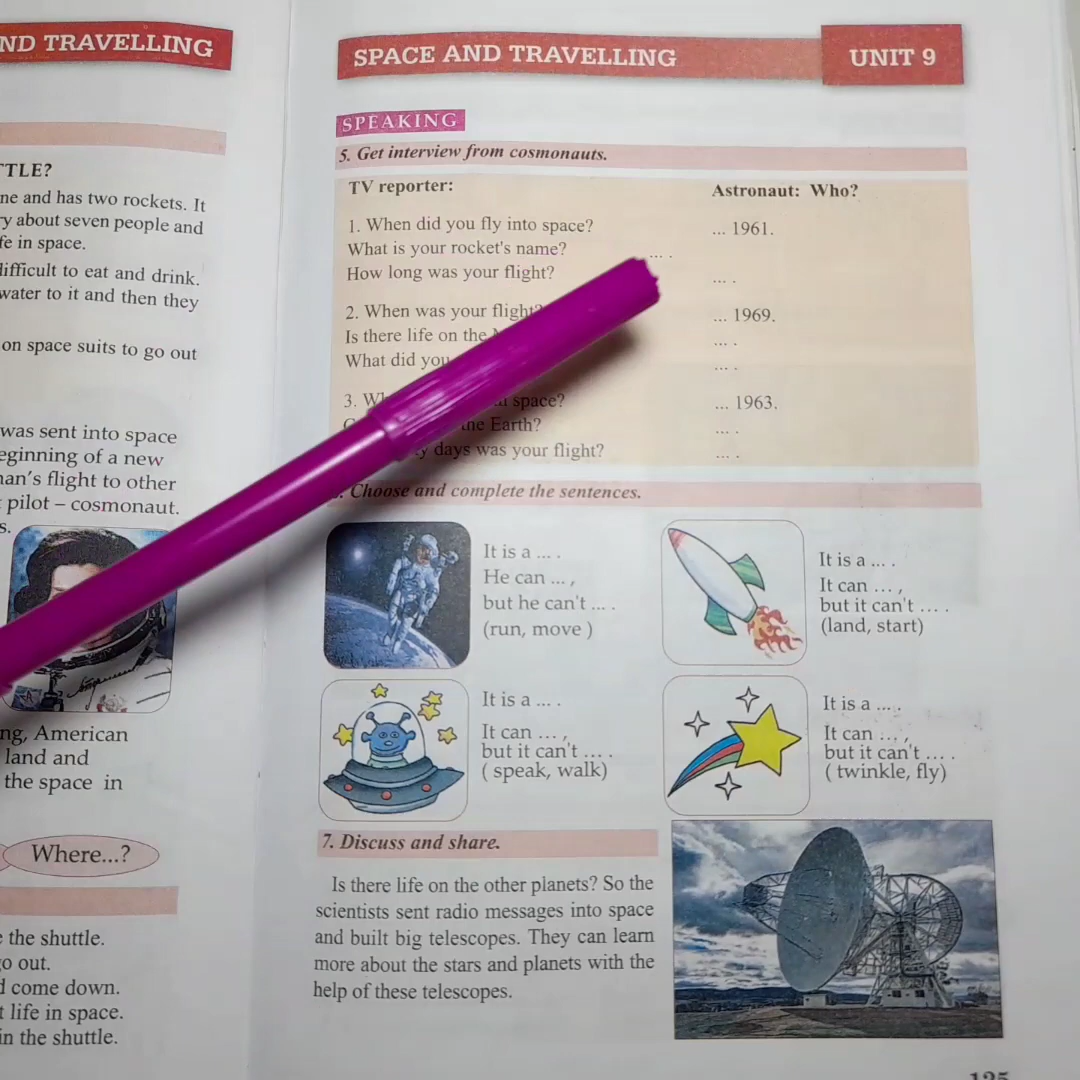 ND TRAVELLING
TTLE?
ne and has two rockets. It
ry about seven people and
fe in space.
difficult to eat and drink.
water to it and then they
on space suits to go out
was sent into space
eginning of a new
nan's flight to other
pilot – cosmonaut.
s.
ng, American
land and
the space in
Where...?
e the shuttle.
go out.
d come down.
t life in space.
in the shuttle.
SPACE AND TRAVELLING UNIT 9
SPEAKING
5. Get interview from cosmonauts.
TV reporter: Astronaut: Who?
1. When did you fly into space? ... 1961.
What is your rocket's name? ... .
How long was your flight? ... .
2. When was your flight? ... 1969.
Is there life on the ... .
What did you ... .
3. space? ... 1963.
the Earth? ... .
days was your flight? ... .
Choose and complete the sentences.
It is a ... .
He can ... ,
but he can't ... .
(run, move )
It is a ... .
It can ... ,
but it can't ... .
(land, start)
It is a ... .
It can ... ,
but it can't ... .
( speak, walk)
It is a ... .
It can ... ,
but it can't ... .
( twinkle, fly)
7. Discuss and share.
Is there life on the other planets? So the
scientists sent radio messages into space
and built big telescopes. They can learn
more about the stars and planets with the
help of these telescopes.
125